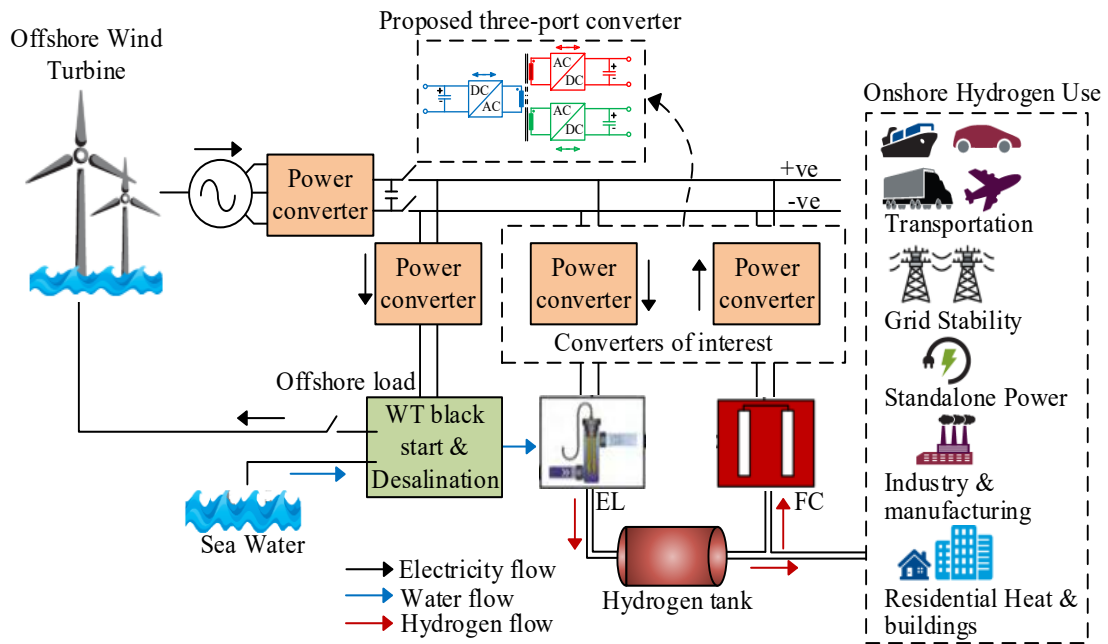 Proposed three-port converter
Offshore Wind
Turbine
AC
DC
DC
AC
AC
DC
+
-
+
-
+
-
Onshore Hydrogen Use
+ve
-ve
Power
converter
Power
converter
Power
converter
Power
converter
Converters of interest
Transportation
Grid Stability
Standalone Power
Industry &
manufacturing
Residential Heat &
buildings
Offshore load
WT black
start &
Desalination
EL
FC
Sea Water
Hydrogen tank
Electricity flow
Water flow
Hydrogen flow